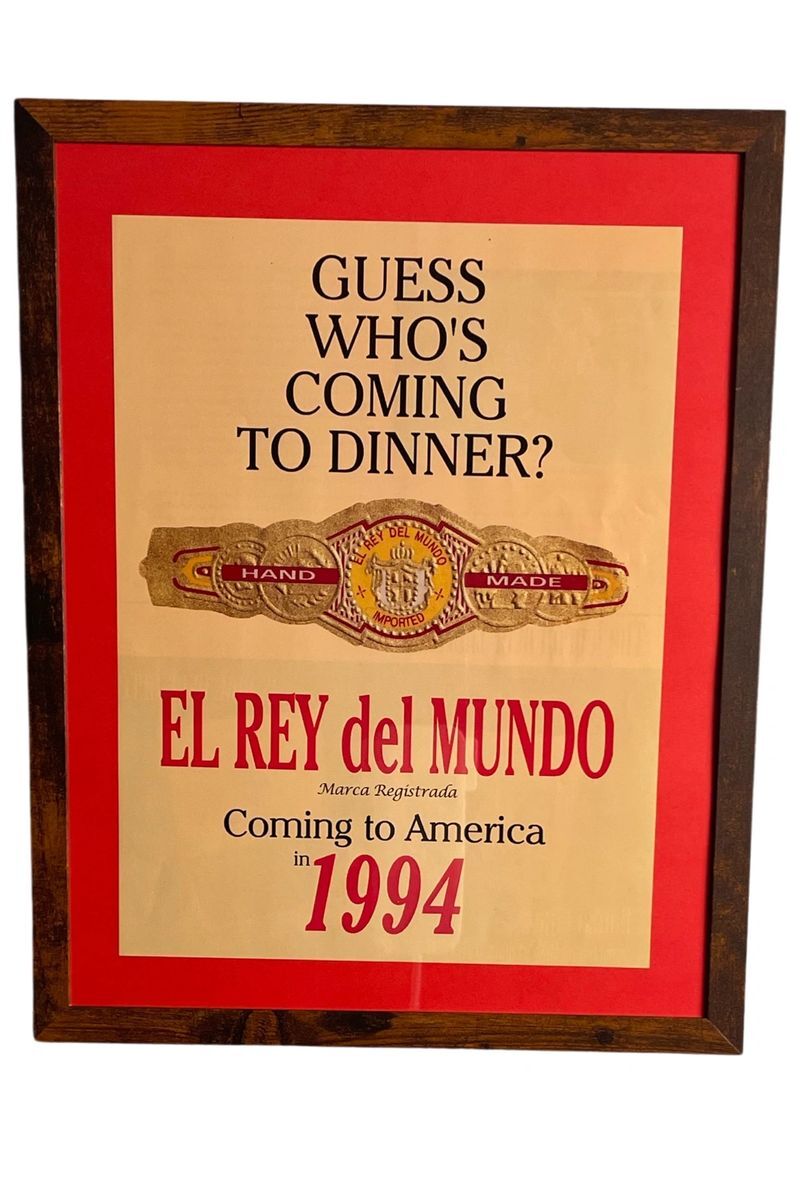 GUESS
WHO'S
COMING
TO DINNER?
EL REY DEL MUNDO
HAND
MADE
IMPORTED
EL REY del MUNDO
Marca Registrada
Coming to America
in 1994